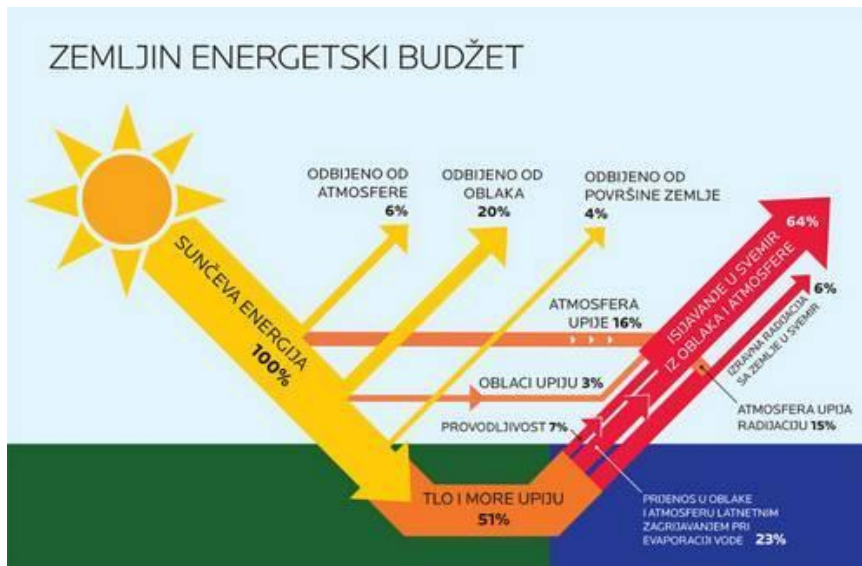 ZEMLJIN ENERGETSKI BUDŽET
ODBIJENO OD
ATMOSFERE
6%
ODBIJENO OD
OBLAKA
20%
ODBIJENO OD
POVRŠINE ZEMLJE
4%
SUNČEVA ENERGIJA
100%
64%
ISIJAVANJE U SVEMIR
IZ OBLAKA I ATMOSFERE
6%
IZRAVNA RADIJACIJA
SA ZEMLJE U SVEMIR
ATMOSFERA
UPIJE 16%
OBLACI UPIJU 3%
ATMOSFERA UPIJA
RADIJACIJU 15%
PROVODLJIVOST 7%
TLO I MORE UPIJU
51%
PRIJENOS U OBLAKE
I ATMOSFERU LATNETNIM
ZAGRIJAVANJEM PRI
EVAPORACIJI VODE 23%